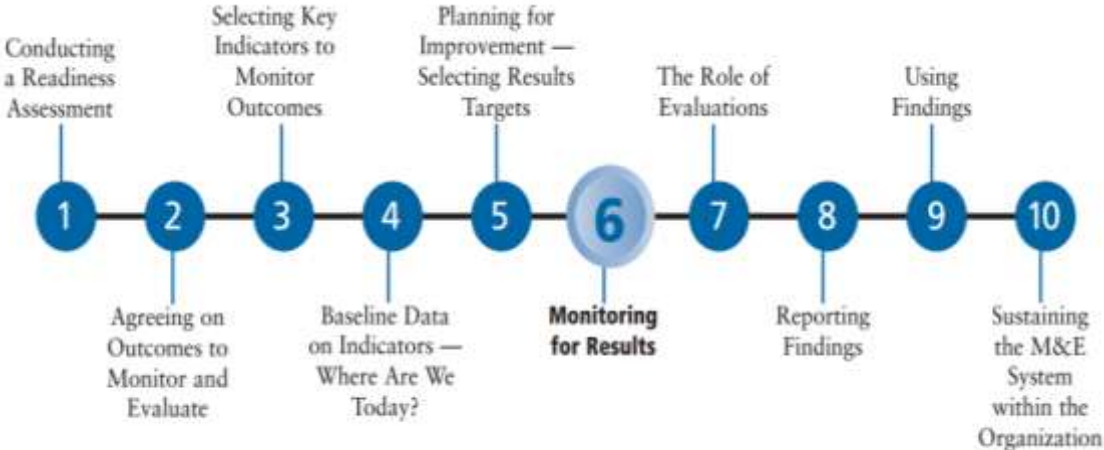 Conducting
a Readiness
Assessment
Selecting Key
Indicators to
Monitor
Outcomes
Planning for
Improvement —
Selecting Results
Targets
The Role of
Evaluations
Using
Findings
1
2
3
4
5
6
7
8
9
10
Agreeing on
Outcomes to
Monitor and
Evaluate
Baseline Data
on Indicators —
Where Are We
Today?
Monitoring
for Results
Reporting
Findings
Sustaining
the M&E
System
within the
Organization